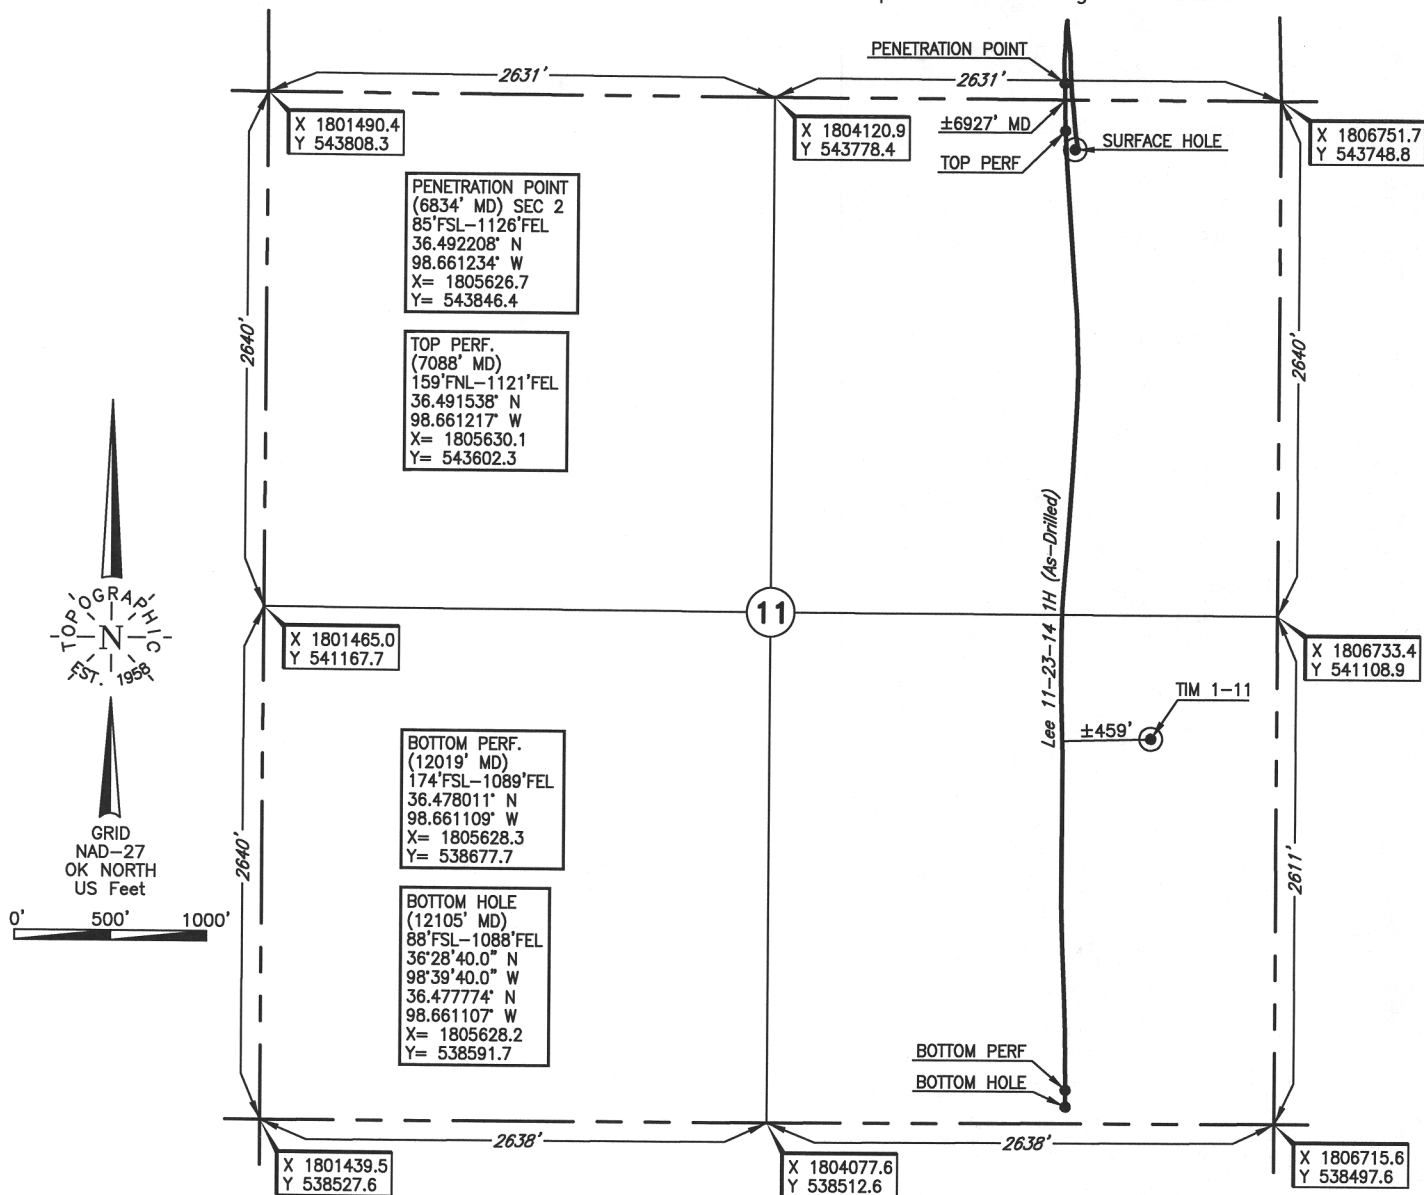 PENETRATION POINT
2631'
2631'
X 1801490.4
Y 543808.3
X 1804120.9
Y 543778.4
±6927' MD
TOP PERF
SURFACE HOLE
X 1806751.7
Y 543748.8
PENETRATION POINT
(6834' MD) SEC 2
85'FSL-1126'FEL
36.492208° N
98.661234° W
X= 1805626.7
Y= 543846.4
TOP PERF.
(7088' MD)
159'FNL-1121'FEL
36.491538° N
98.661217° W
X= 1805630.1
Y= 543602.3
2640'
2640'
Lee 11-23-14 1H (As-Drilled)
TOPOGRAPHIC
N
EST. 1958
11
X 1801465.0
Y 541167.7
X 1806733.4
Y 541108.9
TIM 1-11
±459'
BOTTOM PERF.
(12019' MD)
174'FSL-1089'FEL
36.478011° N
98.661109° W
X= 1805628.3
Y= 538677.7
GRID
NAD-27
OK NORTH
US Feet
0' 500' 1000'
2640'
2611'
BOTTOM HOLE
(12105' MD)
88'FSL-1088'FEL
36°28'40.0" N
98°39'40.0" W
36.477774° N
98.661107° W
X= 1805628.2
Y= 538591.7
BOTTOM PERF
BOTTOM HOLE
2638'
2638'
X 1801439.5
Y 538527.6
X 1804077.6
Y 538512.6
X 1806715.6
Y 538497.6